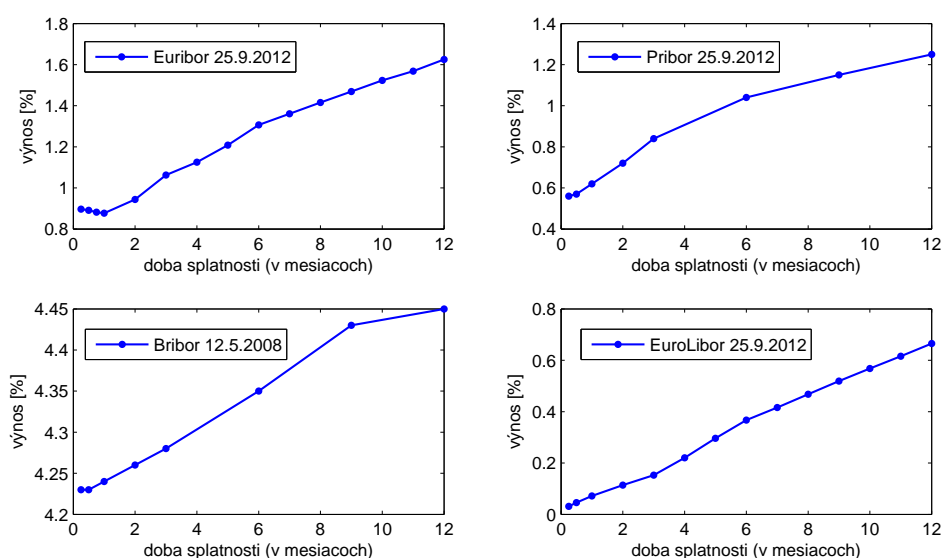 1.8
1.6
1.4
1.2
1
0.8
výnos [%]
Euribor 25.9.2012
0 2 4 6 8 10 12
doba splatnosti (v mesiacoch)
1.4
1.2
1
0.8
0.6
0.4
výnos [%]
Pribor 25.9.2012
0 2 4 6 8 10 12
doba splatnosti (v mesiacoch)
4.45
4.4
4.35
4.3
4.25
4.2
výnos [%]
Bribor 12.5.2008
0 2 4 6 8 10 12
doba splatnosti (v mesiacoch)
0.8
0.6
0.4
0.2
0
výnos [%]
EuroLibor 25.9.2012
0 2 4 6 8 10 12
doba splatnosti (v mesiacoch)